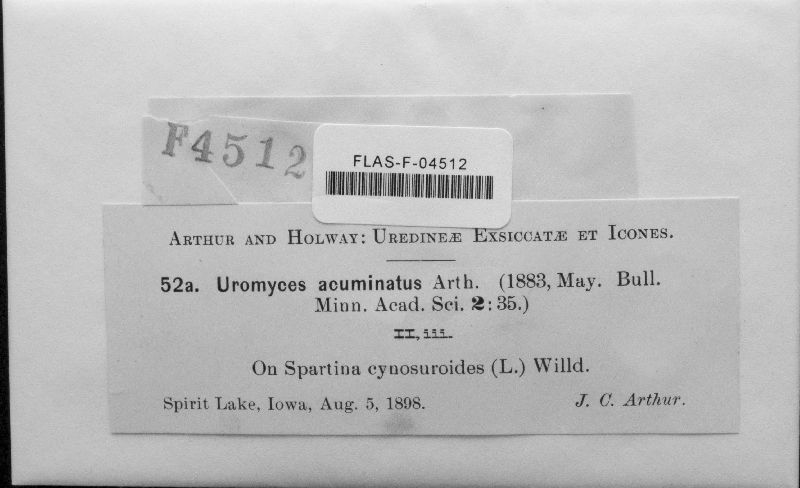 F4512
FLAS-F-04512
ARTHUR AND HOLWAY: UREDINEÆ EXSICCATÆ ET ICONES.
52a. Uromyces acuminatus Arth. (1883, May. Bull.
Minn. Acad. Sci. 2:35.)
II, iii.
On Spartina cynosuroides (L.) Willd.
Spirit Lake, Iowa, Aug. 5, 1898. J. C. Arthur.